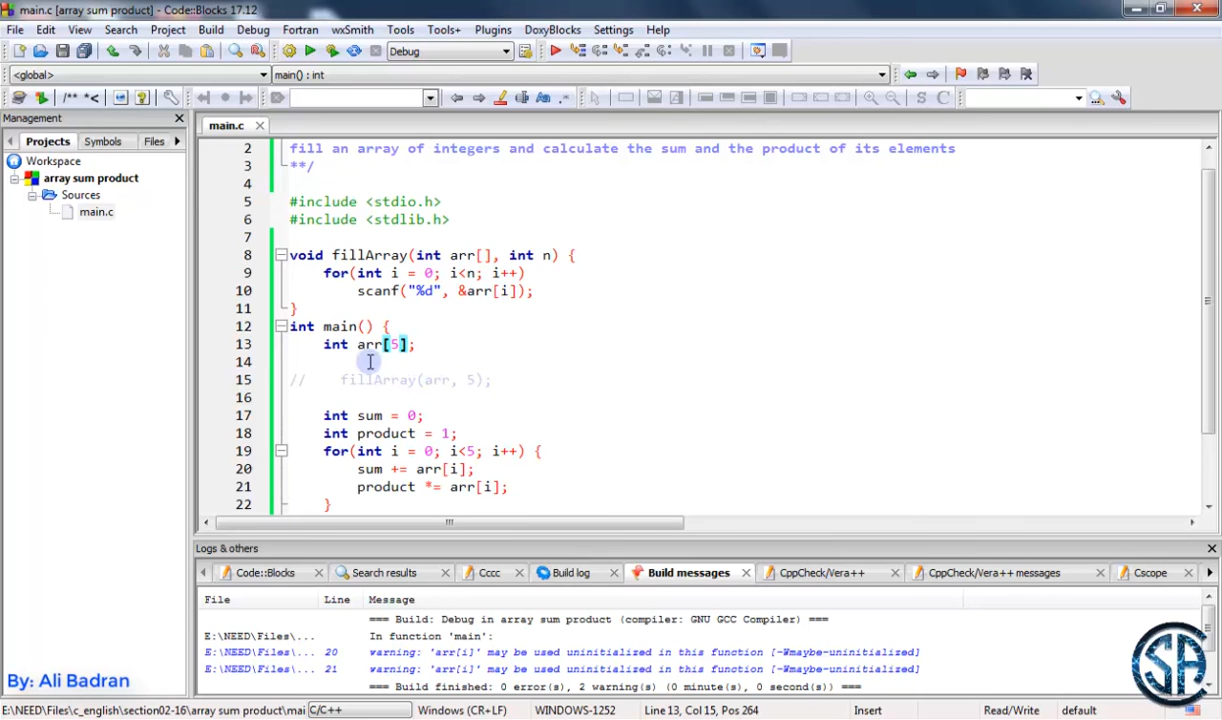 main.c [array sum product] - Code::Blocks 17.12
File Edit View Search Project Build Debug Fortran wxSmith Tools Tools+ Plugins DoxyBlocks Settings Help
Debug
<global> main() : int
/** *<
S C
Management
Projects Symbols Files
Workspace
array sum product
Sources
main.c
main.c
2 fill an array of integers and calculate the sum and the product of its elements
3 **/
4
5 #include <stdio.h>
6 #include <stdlib.h>
7
8 void fillArray(int arr[], int n) {
9 for(int i = 0; i<n; i++)
10 scanf("%d", &arr[i]);
11 }
12 int main() {
13 int arr[5];
14
15 // fillArray(arr, 5);
16
17 int sum = 0;
18 int product = 1;
19 for(int i = 0; i<5; i++) {
20 sum += arr[i];
21 product *= arr[i];
22 }
Logs & others
Code::Blocks Search results Cccc Build log Build messages CppCheck/Vera++ CppCheck/Vera++ messages Cscope
File Line Message
=== Build: Debug in array sum product (compiler: GNU GCC Compiler) ===
E:\NEED\Files\... In function 'main':
E:\NEED\Files\... 20 warning: 'arr[i]' may be used uninitialized in this function [-Wmaybe-uninitialized]
E:\NEED\Files\... 21 warning: 'arr[i]' may be used uninitialized in this function [-Wmaybe-uninitialized]
=== Build finished: 0 error(s), 2 warning(s) (0 minute(s), 0 second(s)) ===
By: Ali Badran
E:\NEED\Files\c_english\section02-16\array sum product\mai C/C++ Windows (CR+LF) WINDOWS-1252 Line 13, Col 15, Pos 264 Insert Read/Write default